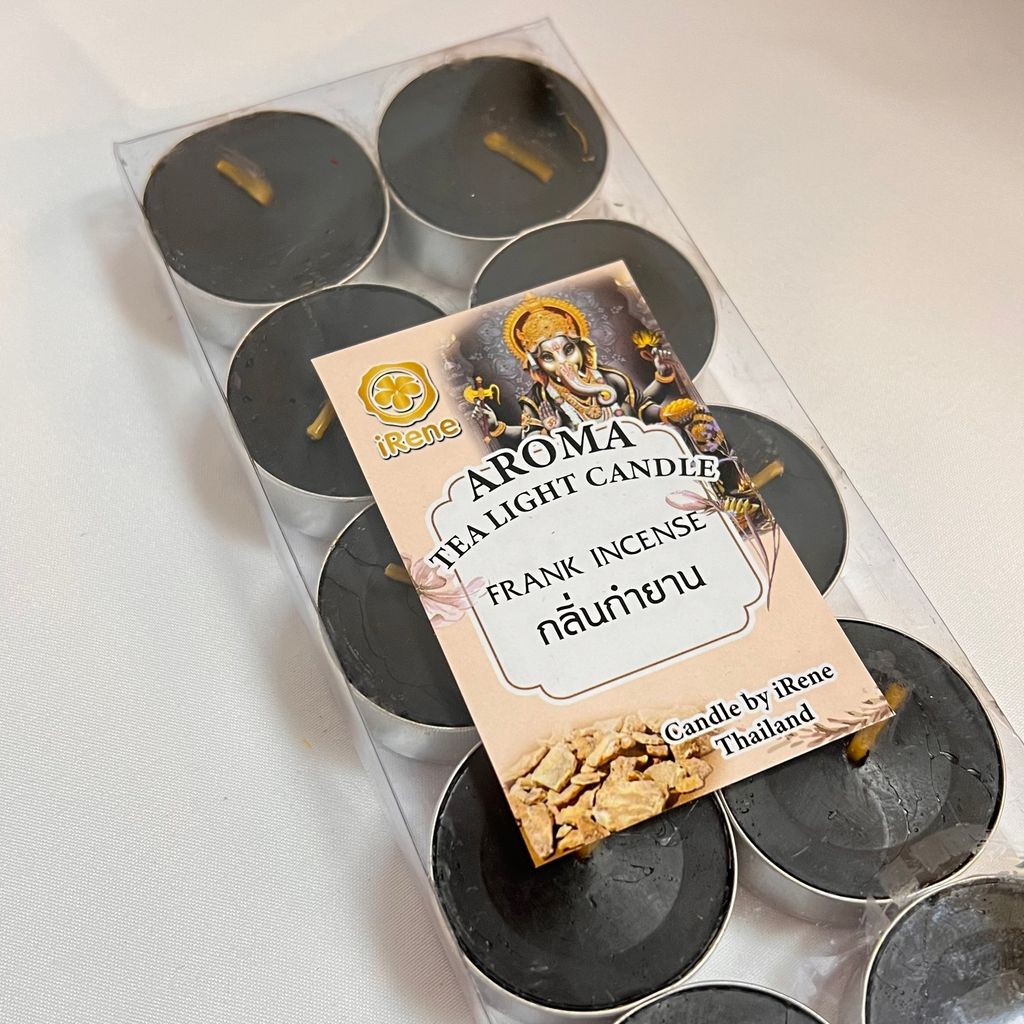 iRene
AROMA
TEA LIGHT CANDLE
FRANK INCENSE
กลิ่นกำยาน
Candle by iRene
Thailand